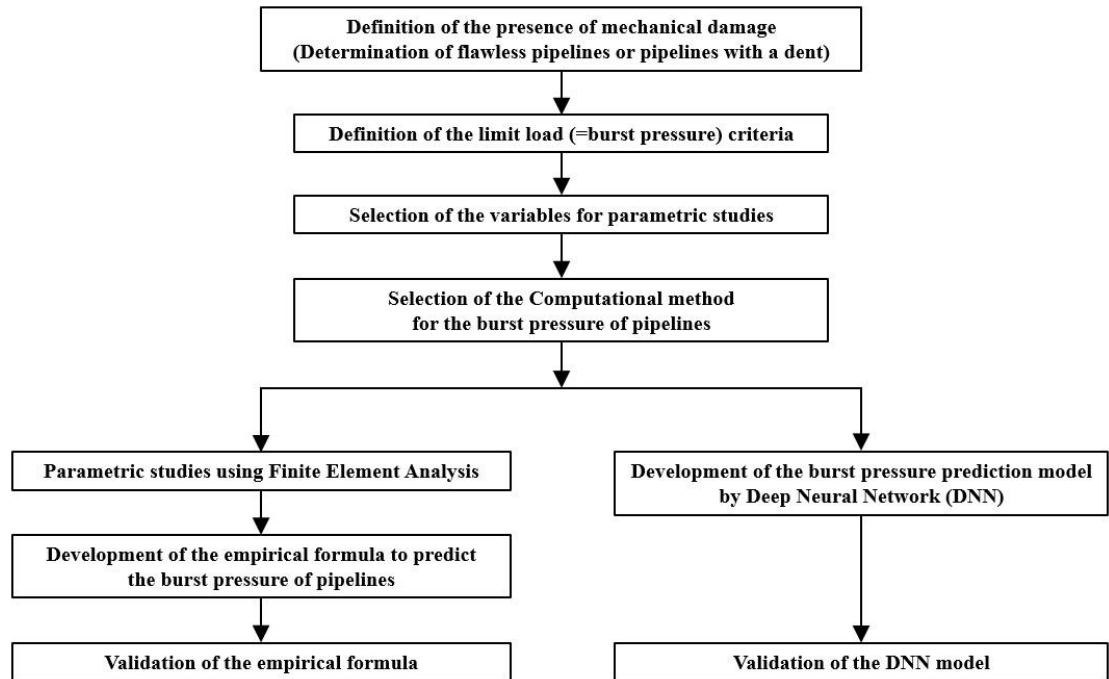 Definition of the presence of mechanical damage
(Determination of flawless pipelines or pipelines with a dent)
Definition of the limit load (=burst pressure) criteria
Selection of the variables for parametric studies
Selection of the Computational method
for the burst pressure of pipelines
Parametric studies using Finite Element Analysis
Development of the empirical formula to predict
the burst pressure of pipelines
Validation of the empirical formula
Development of the burst pressure prediction model
by Deep Neural Network (DNN)
Validation of the DNN model